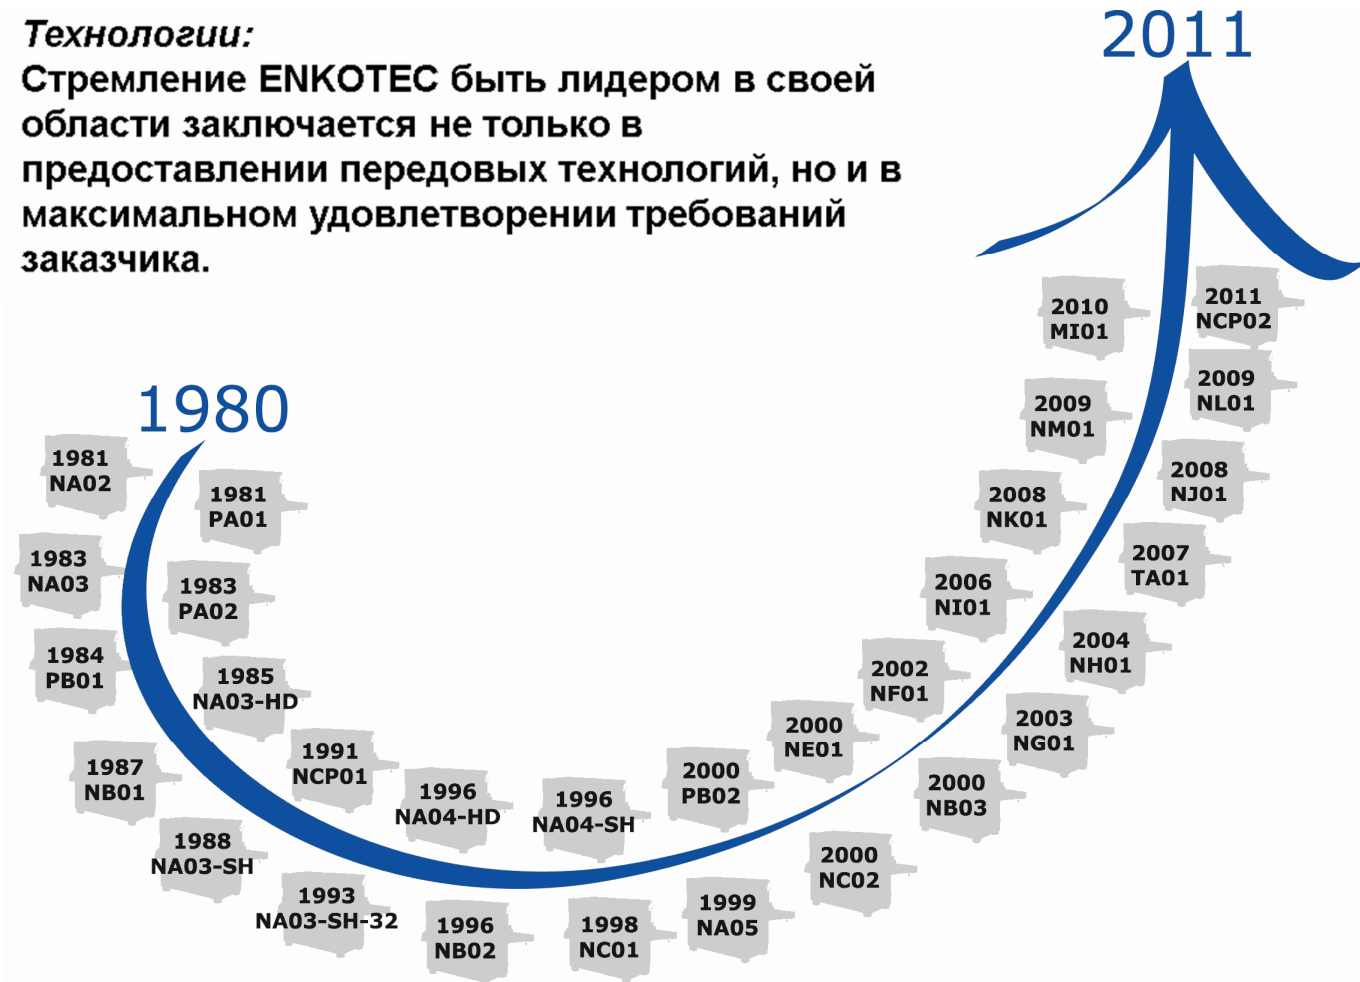 Технологии:
Стремление ENKOTEC быть лидером в своей
области заключается не только в
предоставлении передовых технологий, но и в
максимальном удовлетворении требований
заказчика.
2011
1980
1981
NA02
1981
PA01
1983
NA03
1983
PA02
1984
PB01
1985
NA03-HD
1987
NB01
1988
NA03-SH
1991
NCP01
1993
NA03-SH-32
1996
NA04-HD
1996
NB02
1996
NA04-SH
1998
NC01
1999
NA05
2000
PB02
2000
NC02
2000
NE01
2000
NB03
2002
NF01
2003
NG01
2004
NH01
2006
NI01
2007
TA01
2008
NK01
2008
NJ01
2009
NM01
2009
NL01
2010
MI01
2011
NCP02